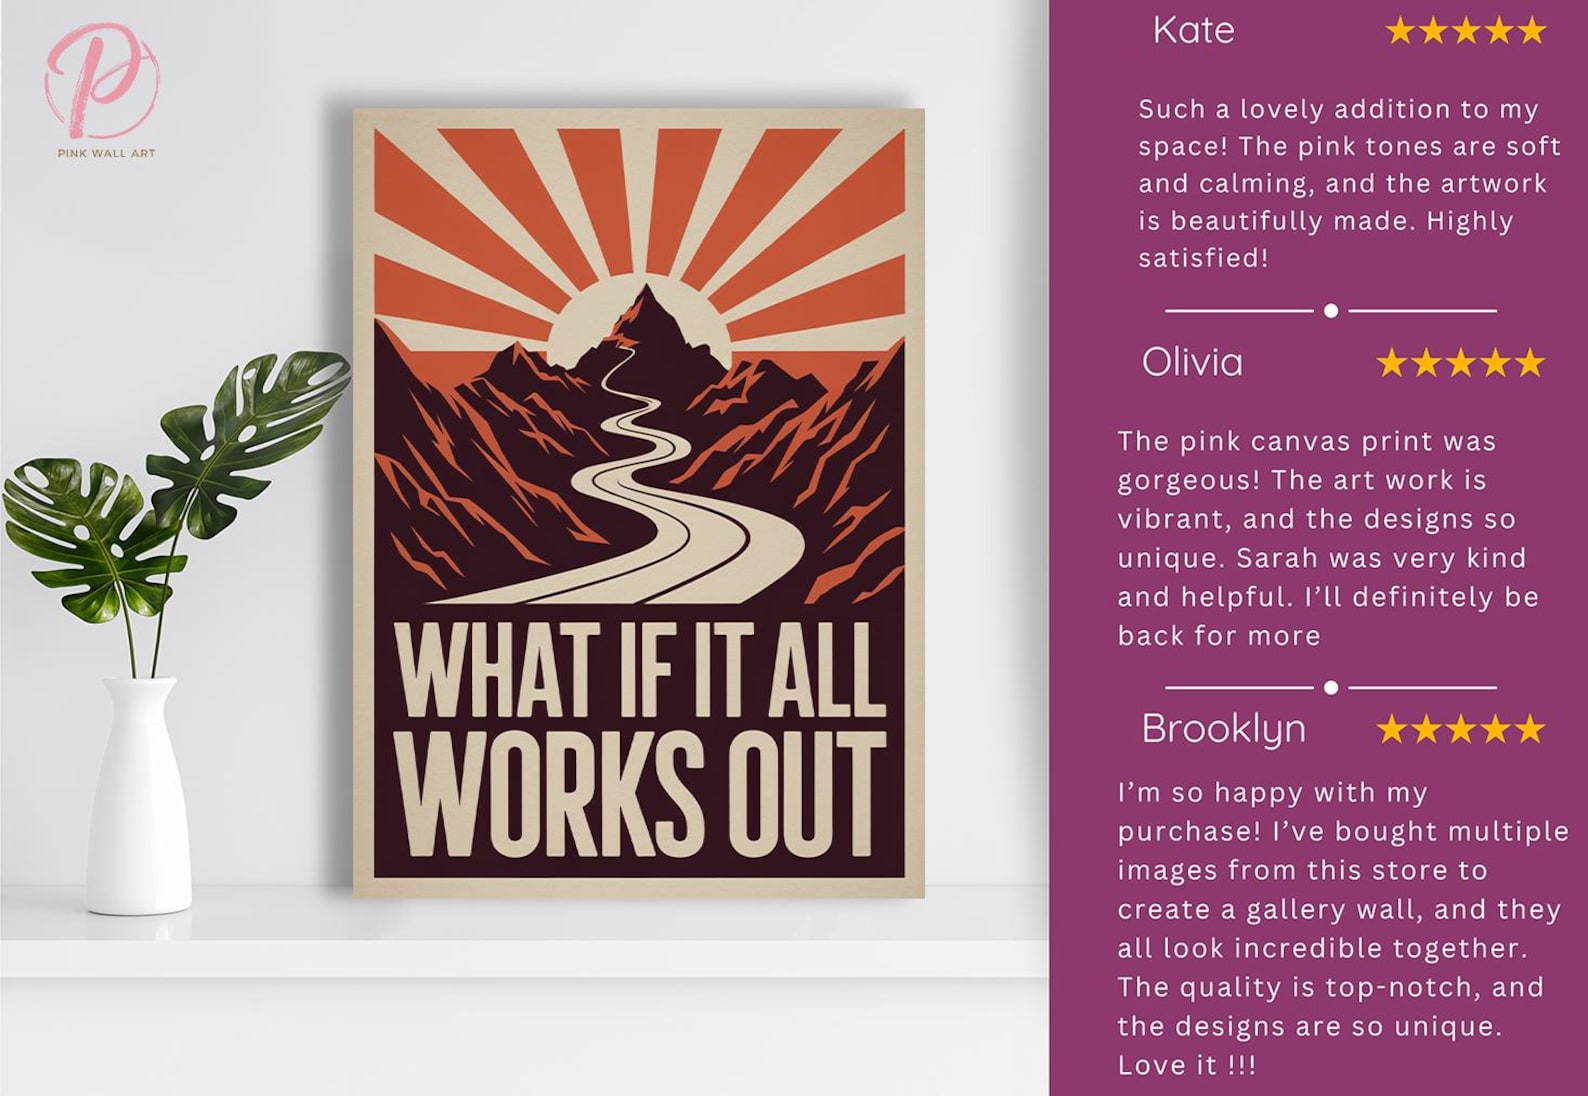 PINK WALL ART
WHAT IF IT ALL
WORKS OUT
Kate
Such a lovely addition to my
space! The pink tones are soft
and calming, and the artwork
is beautifully made. Highly
satisfied!
Olivia
The pink canvas print was
gorgeous! The art work is
vibrant, and the designs so
unique. Sarah was very kind
and helpful. I’ll definitely be
back for more
Brooklyn
I’m so happy with my
purchase! I’ve bought multiple
images from this store to
create a gallery wall, and they
all look incredible together.
The quality is top-notch, and
the designs are so unique.
Love it !!!